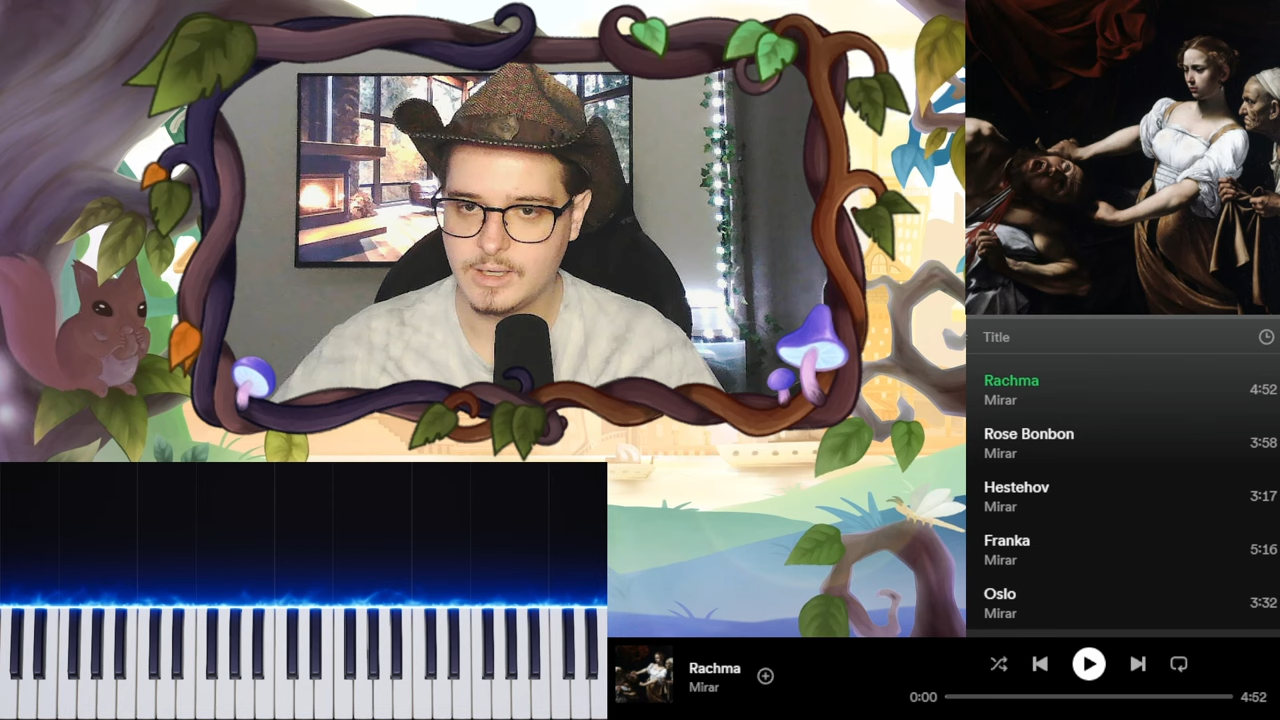 Title
Rachma
Mirar
4:52
Rose Bonbon
Mirar
3:58
Hestehov
Mirar
3:17
Franka
Mirar
5:16
Oslo
Mirar
3:32
Rachma
Mirar
0:00
4:52